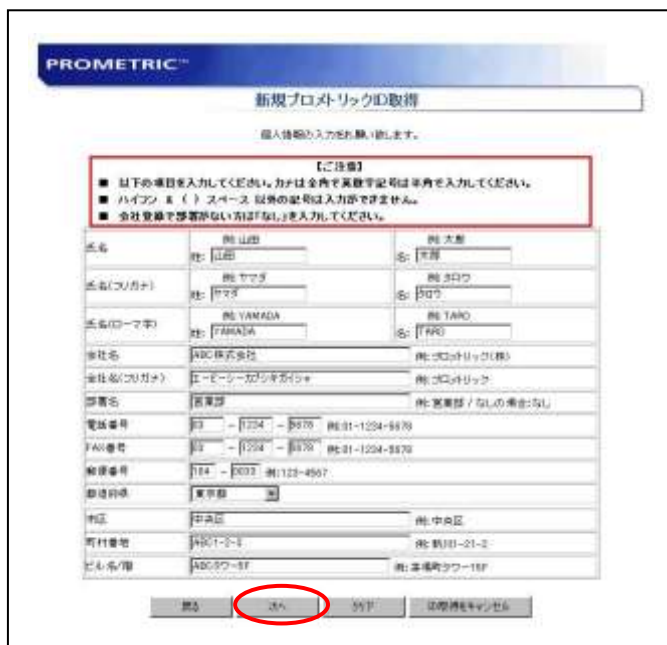 PROMETRIC™
新規プロメトリックID取得
個人情報の入力をお願い致します。
【ご注意】
■ 以下の項目を入力してください。カナは全角で英数字記号は半角で入力してください。
■ ハイフン & ( ) スペース 以外の記号は入力ができません。
■ 会社登録で部署がない方は「なし」を入力してください。
氏名 例:山田 例:太郎
姓: 山田 名: 太郎
氏名(フリガナ) 例:ヤマダ 例:タロウ
姓: ヤマダ 名: タロウ
氏名(ローマ字) 例:YAMADA 例:TARO
姓: YAMADA 名: TARO
会社名 ABC株式会社 例:プロメトリック(株)
会社名(フリガナ) エービーシーカブシキガイシャ 例:プロメトリック
部署名 営業部 例:営業部 / なしの場合:なし
電話番号 03 - 1234 - 5678 例:01-1234-5678
FAX番号 03 - 1234 - 5678 例:01-1234-5678
郵便番号 104 - 0033 例:123-4567
都道府県 東京都
市区 中央区 例:中央区
町村番地 例:新川1-21-2
ビル名/階 ABCタワー5F 例:茅場町タワー15F
戻る 次へ クリア ID取得をキャンセル